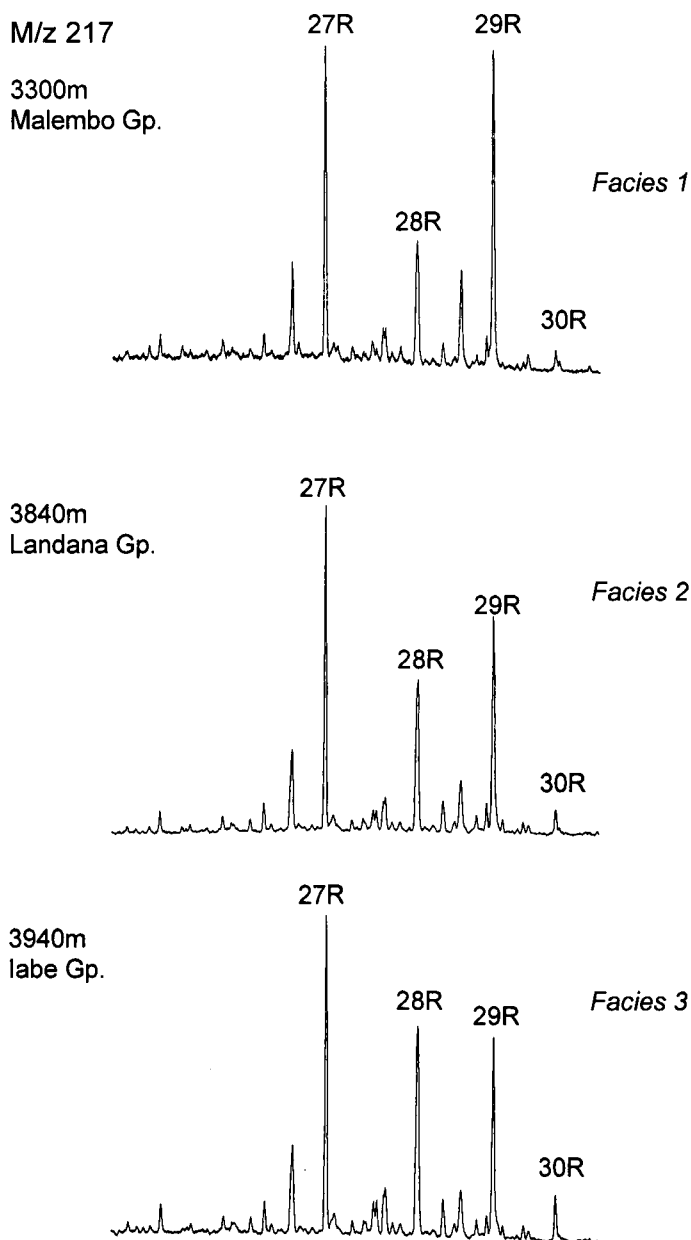 M/z 217
27R
29R
3300m
Malembo Gp.
Facies 1
28R
30R
27R
3840m
Landana Gp.
Facies 2
29R
28R
30R
27R
3940m
Iabe Gp.
28R
29R
Facies 3
30R